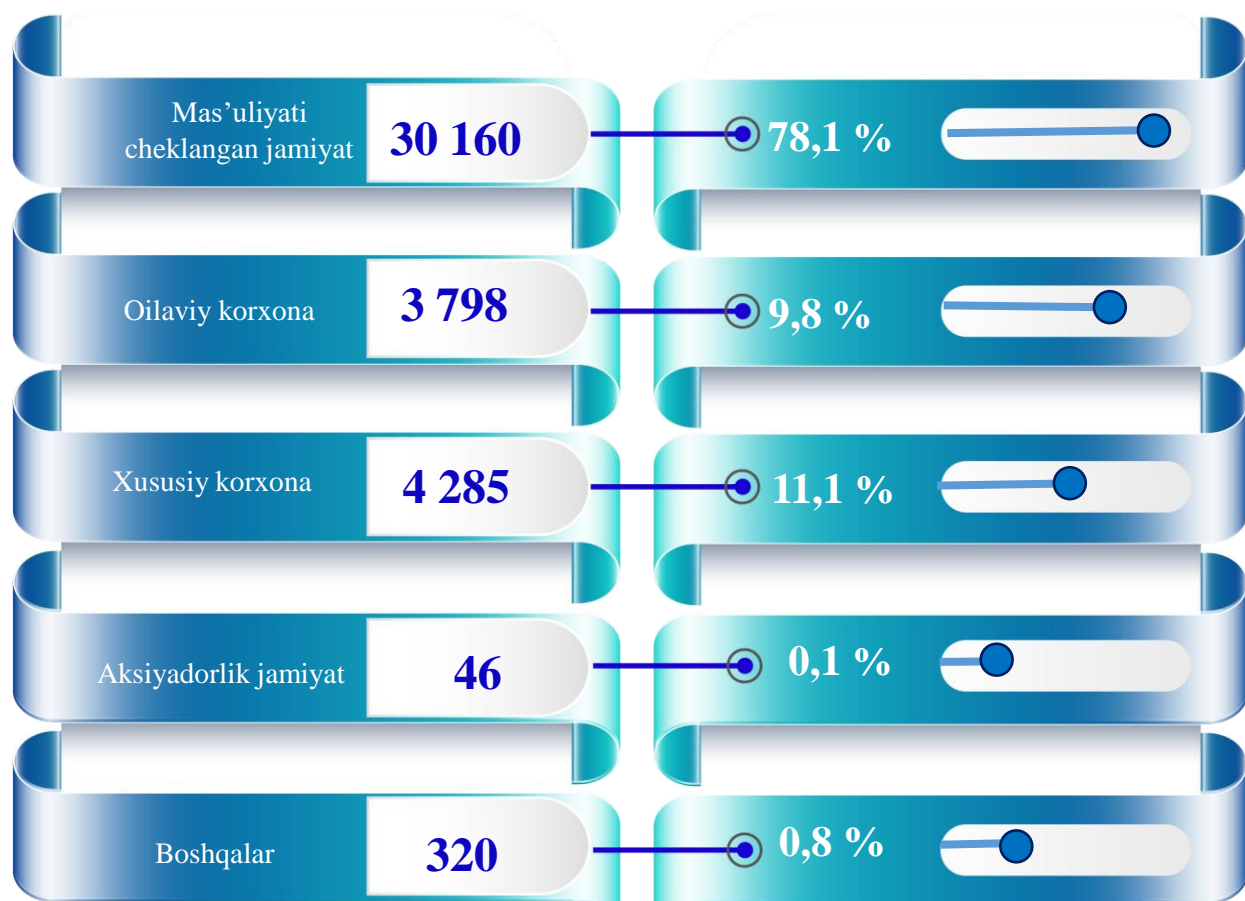 Mas’uliyati
cheklangan jamiyat
30 160
78,1 %
Oilaviy korxona
3 798
9,8 %
Xususiy korxona
4 285
11,1 %
Aksiyadorlik jamiyat
46
0,1 %
Boshqalar
320
0,8 %